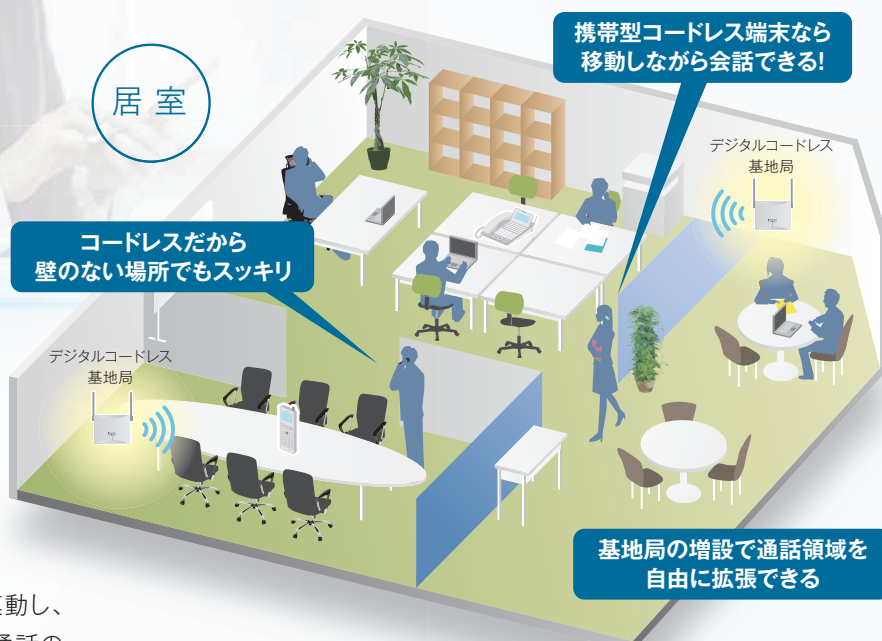 携帯型コードレス端末なら
移動しながら会話できる!
居室
デジタルコードレス
基地局
コードレスだから
壁のない場所でもスッキリ
デジタルコードレス
基地局
基地局の増設で通話領域を
自由に拡張できる
動し、